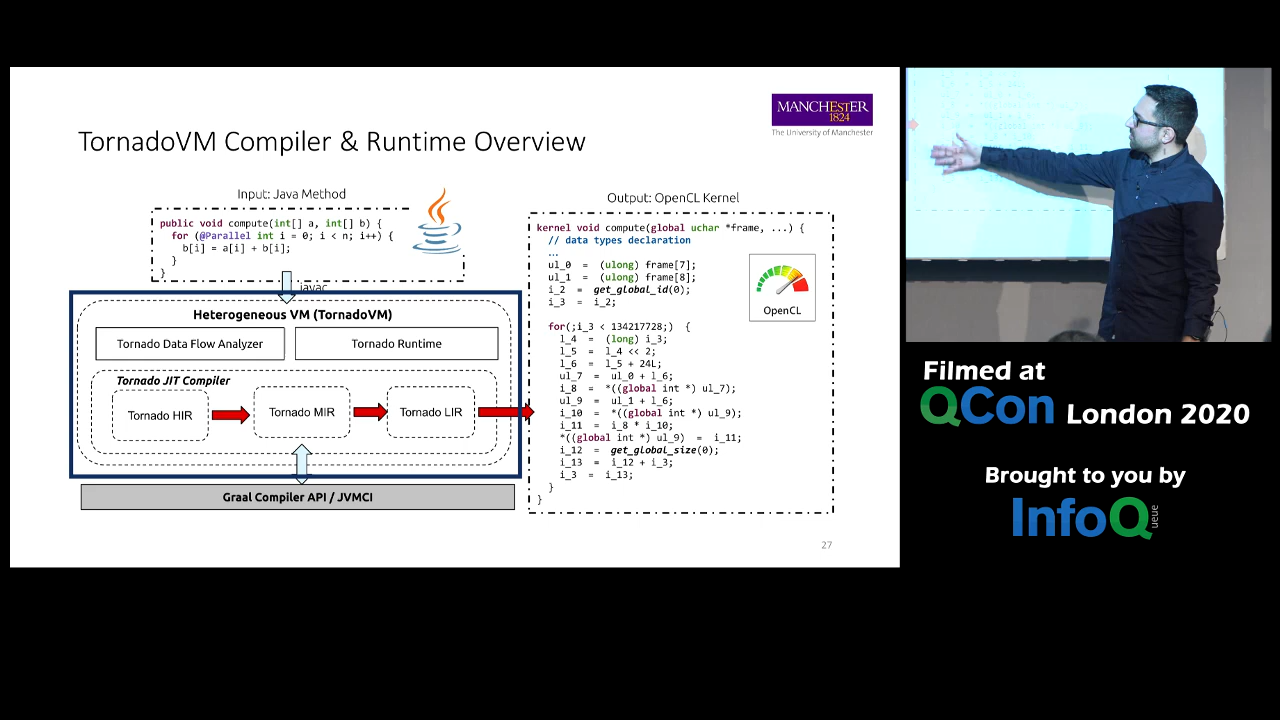 MANCHESTER
1824
The University of Manchester
TornadoVM Compiler & Runtime Overview
Input: Java Method
public void compute(int[] a, int[] b) {
for (@Parallel int i = 0; i < n; i++) {
b[i] = a[i] + b[i];
}
}
javac
Heterogeneous VM (TornadoVM)
Tornado Data Flow Analyzer
Tornado Runtime
Tornado JIT Compiler
Tornado HIR
Tornado MIR
Tornado LIR
Graal Compiler API / JVMCI
Output: OpenCL Kernel
kernel void compute(global uchar *frame, ...) {
// data types declaration
…
ul_0 = (ulong) frame[7];
ul_1 = (ulong) frame[8];
i_2 = get_global_id(0);
i_3 = i_2;
for(;i_3 < 134217728;) {
l_4 = (long) i_3;
l_5 = l_4 << 2;
l_6 = l_5 + 24L;
ul_7 = ul_0 + l_6;
i_8 = *((global int *) ul_7);
ul_9 = ul_1 + l_6;
i_10 = *((global int *) ul_9);
i_11 = i_8 * i_10;
*((global int *) ul_9) = i_11;
i_12 = get_global_size(0);
i_13 = i_12 + i_3;
i_3 = i_13;
}
}
OpenCL
27
Filmed at
QCon London 2020
Brought to you by
InfoQ
ueue